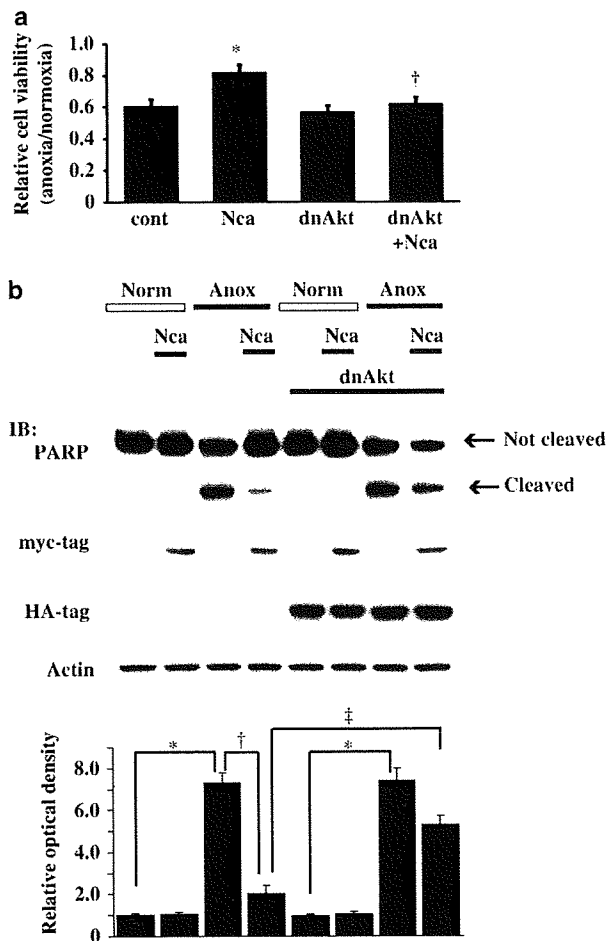 a
Relative cell viability
(anoxia/normoxia)
1.0
0.8
0.6
0.4
0.2
0
*
†
cont Nca dnAkt dnAkt
+Nca
b
Norm Anox Norm Anox
Nca Nca Nca Nca
dnAkt
IB:
PARP
← Not cleaved
← Cleaved
myc-tag
HA-tag
Actin
Relative optical density
8.0
6.0
4.0
2.0
0
* † ‡ *